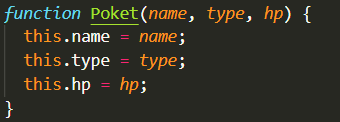 function Poket(name, type, hp) {
  this.name = name;
  this.type = type;
  this.hp = hp;
}